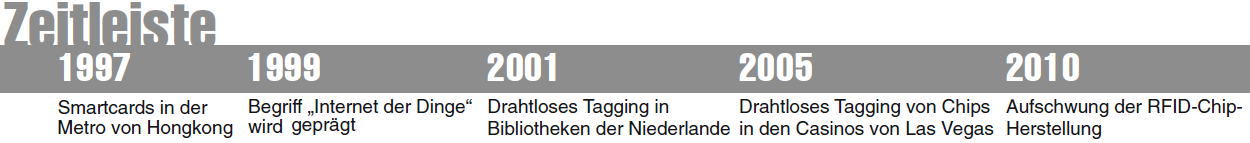 Zeitleiste
1997 1999 2001 2005 2010
Smartcards in der
Metro von Hongkong
Begriff „Internet der Dinge“
wird geprägt
Drahtloses Tagging in
Bibliotheken der Niederlande
Drahtloses Tagging von Chips
in den Casinos von Las Vegas
Aufschwung der RFID-Chip-
Herstellung